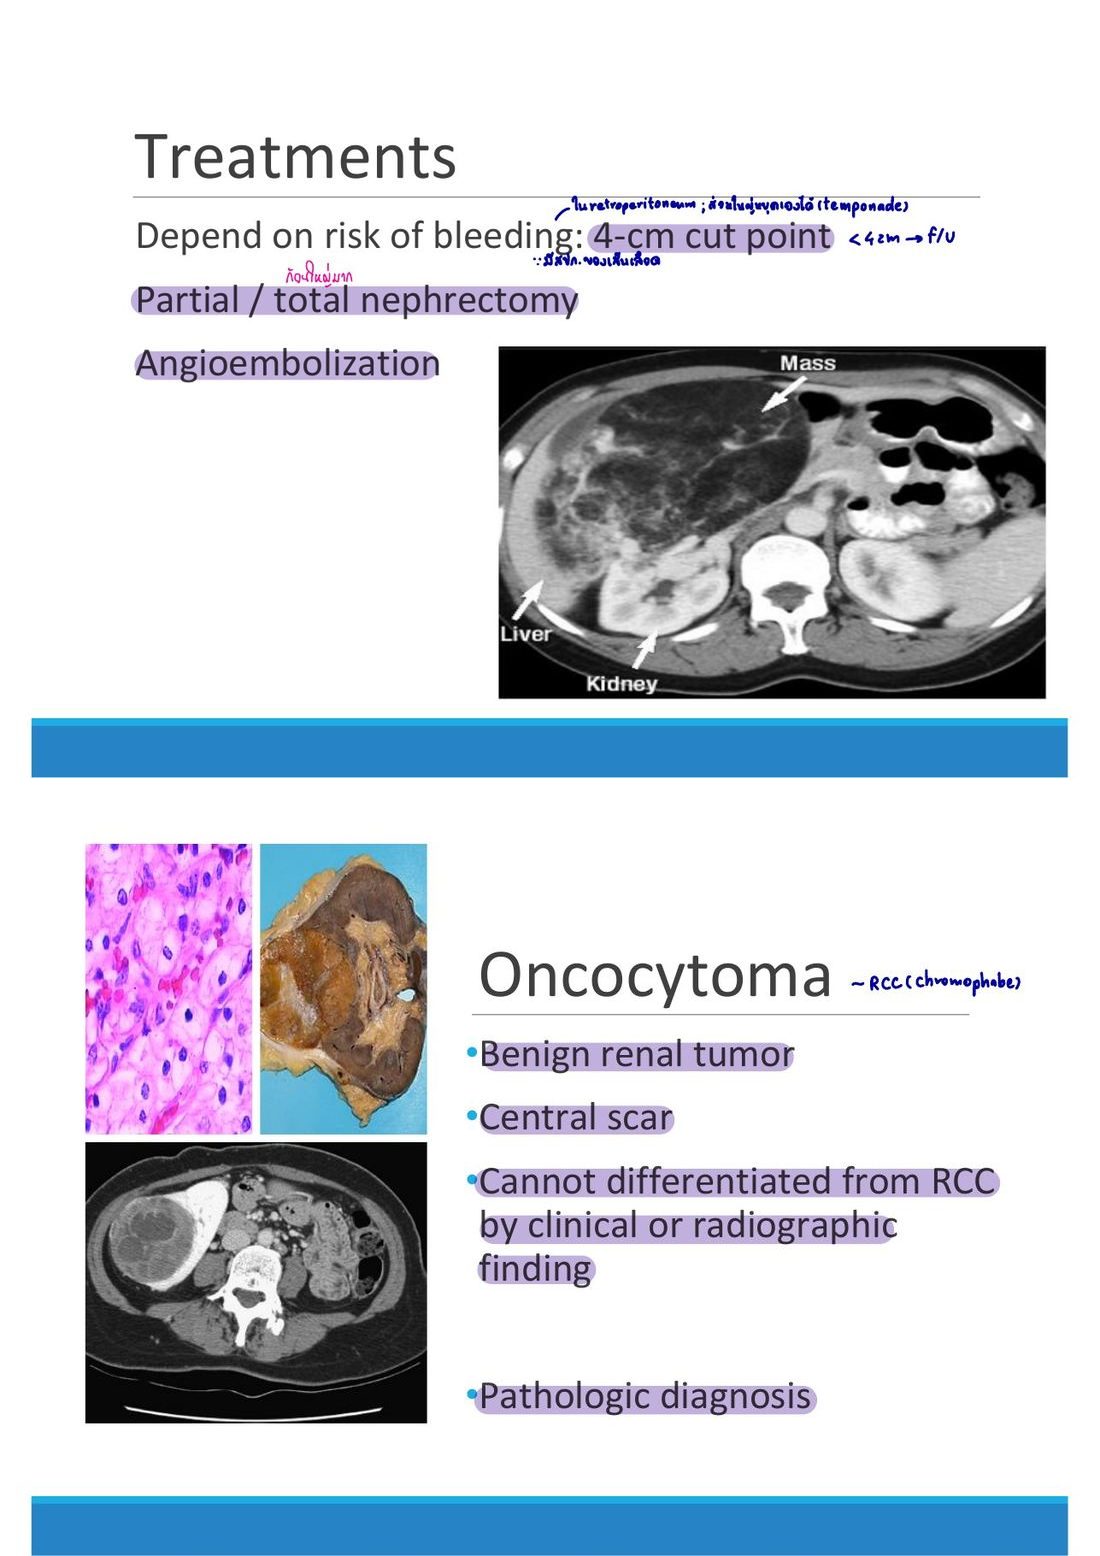 Treatments
ในretroperitoneum ; ส่วนใหญ่หยุดเองได้ (temponade)
Depend on risk of bleeding: 4-cm cut point < 4 cm → f/u
∵ มี ของเส้นเลือด
ก้อนใหญ่มาก
Partial / total nephrectomy
Angioembolization
Mass
Liver
Kidney
Oncocytoma ~ RCC (chromophobe)
•Benign renal tumor
•Central scar
•Cannot differentiated from RCC
by clinical or radiographic
finding
•Pathologic diagnosis